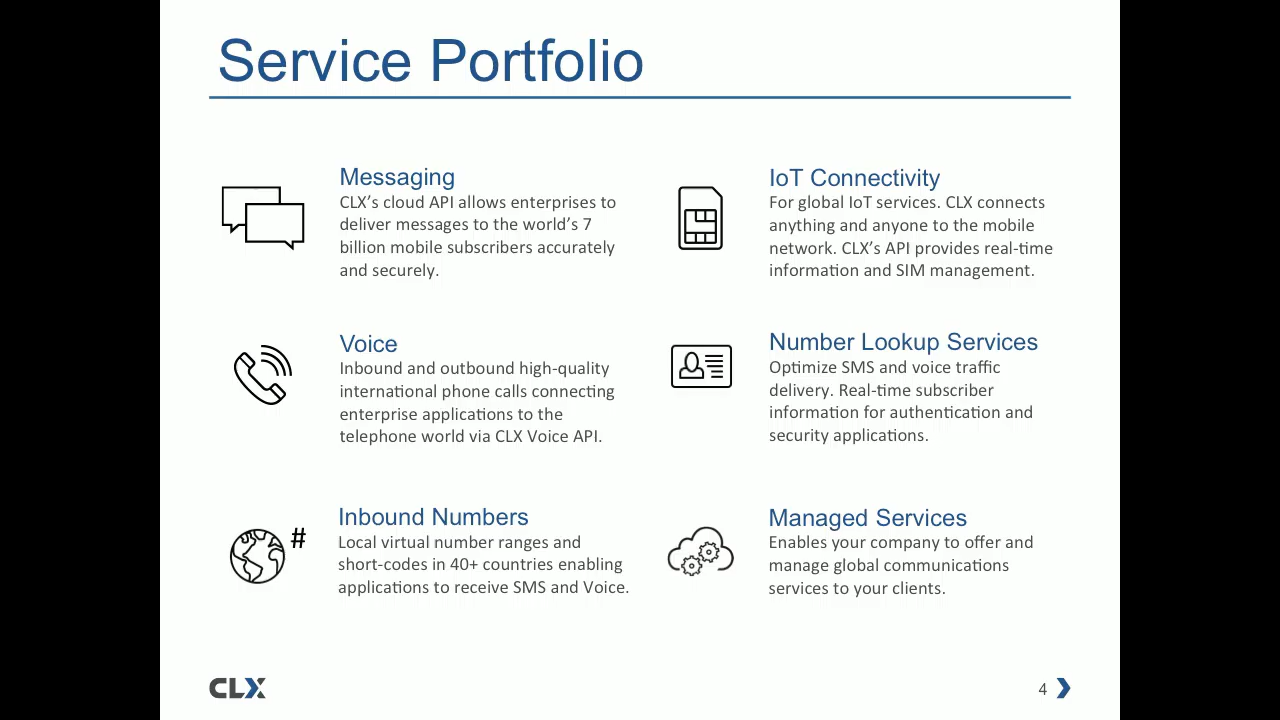 Service Portfolio
Messaging
CLX’s cloud API allows enterprises to
deliver messages to the world’s 7
billion mobile subscribers accurately
and securely.
IoT Connectivity
For global IoT services. CLX connects
anything and anyone to the mobile
network. CLX’s API provides real-time
information and SIM management.
Voice
Inbound and outbound high-quality
international phone calls connecting
enterprise applications to the
telephone world via CLX Voice API.
Number Lookup Services
Optimize SMS and voice traffic
delivery. Real-time subscriber
information for authentication and
security applications.
#
Inbound Numbers
Local virtual number ranges and
short-codes in 40+ countries enabling
applications to receive SMS and Voice.
Managed Services
Enables your company to offer and
manage global communications
services to your clients.
CLX
4